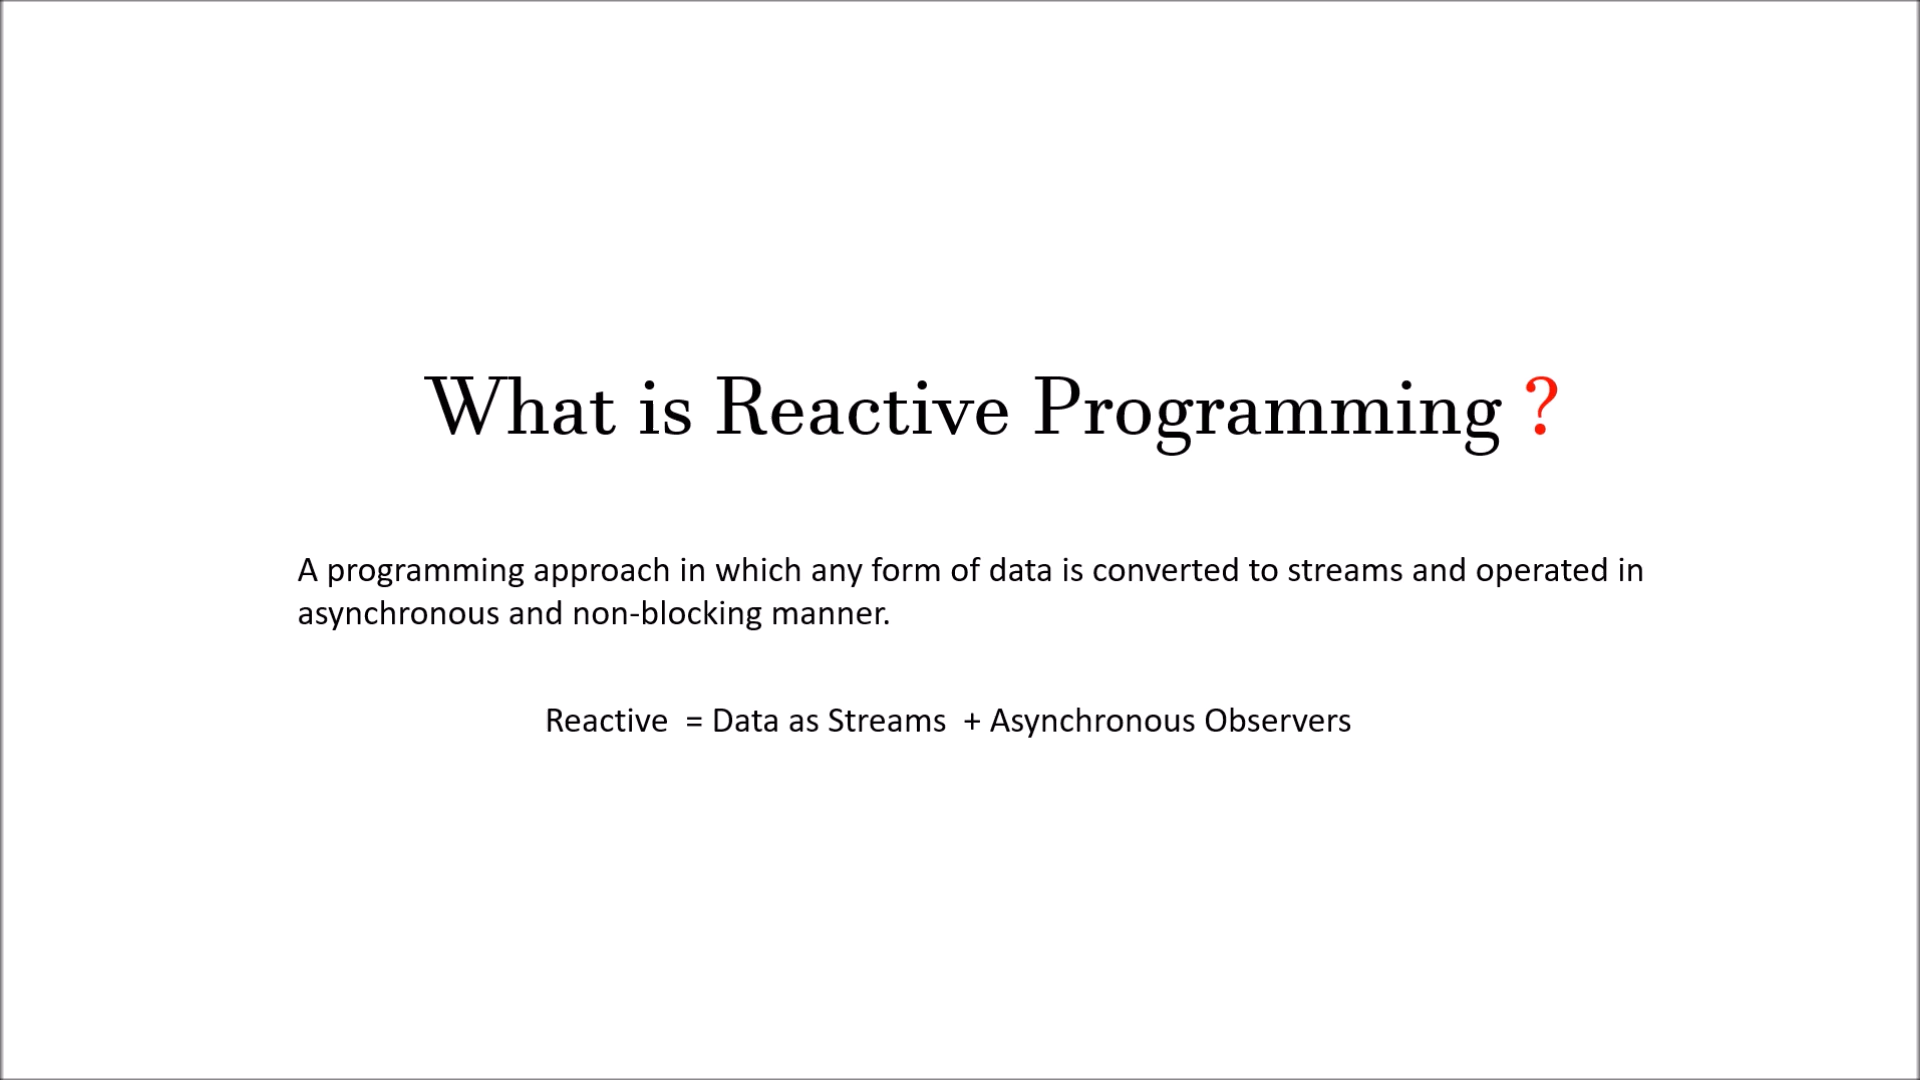 What is Reactive Programming ?
A programming approach in which any form of data is converted to streams and operated in
asynchronous and non-blocking manner.
Reactive  = Data as Streams  + Asynchronous Observers